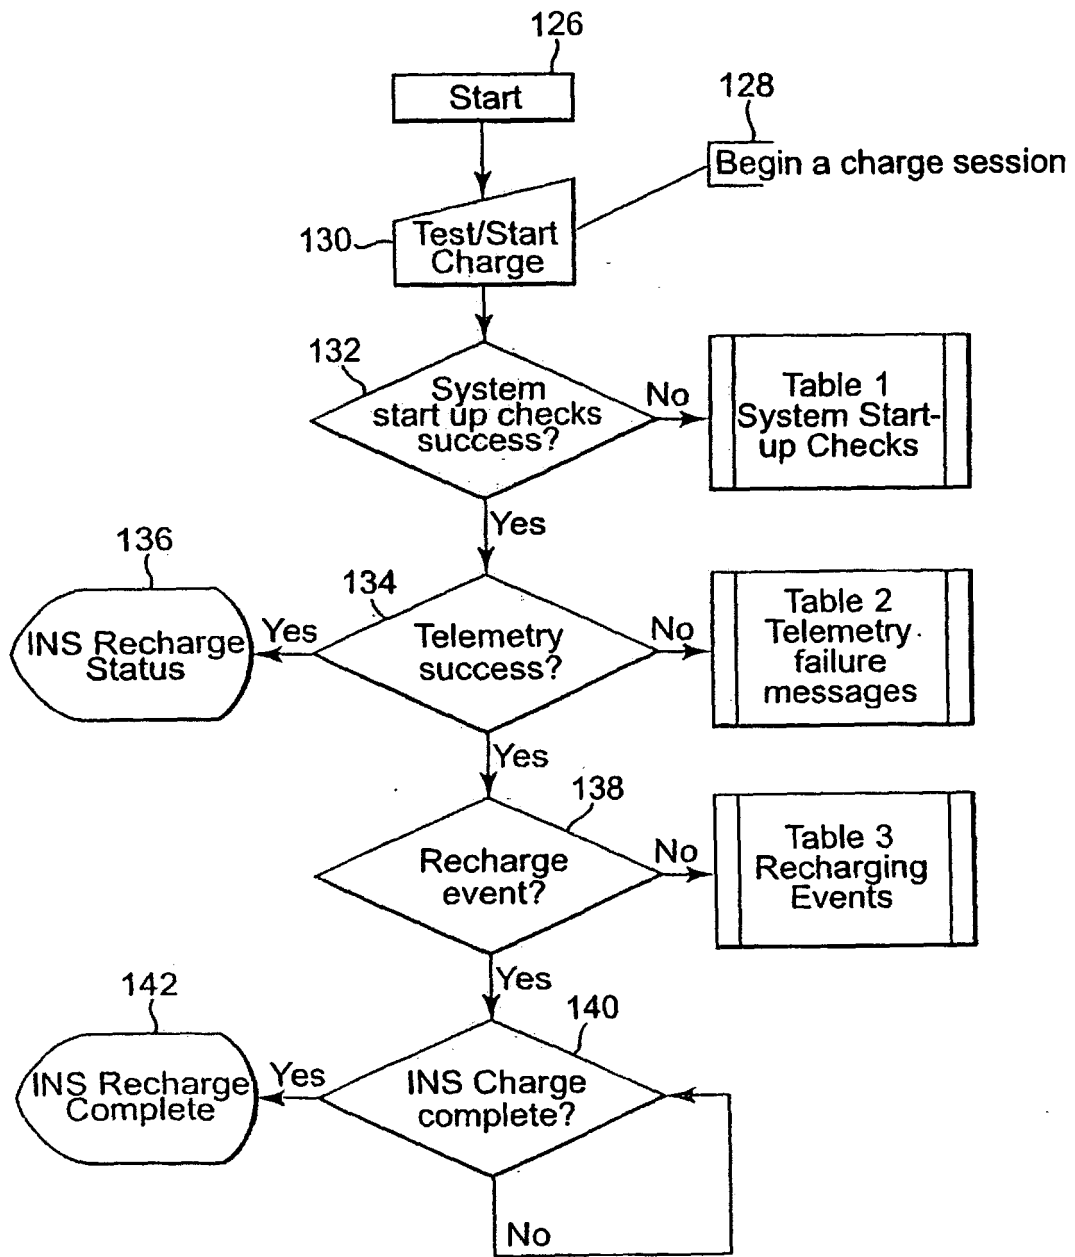 126
Start
128
Begin a charge session
130
Test/Start
Charge
132
System
start up checks
success?
No
Table 1
System Start-
up Checks
Yes
136
134
INS Recharge
Status
Yes
Telemetry
success?
No
Table 2
Telemetry
failure
messages
Yes
138
Recharge
event?
No
Table 3
Recharging
Events
Yes
142
140
INS Recharge
Complete
Yes
INS Charge
complete?
No